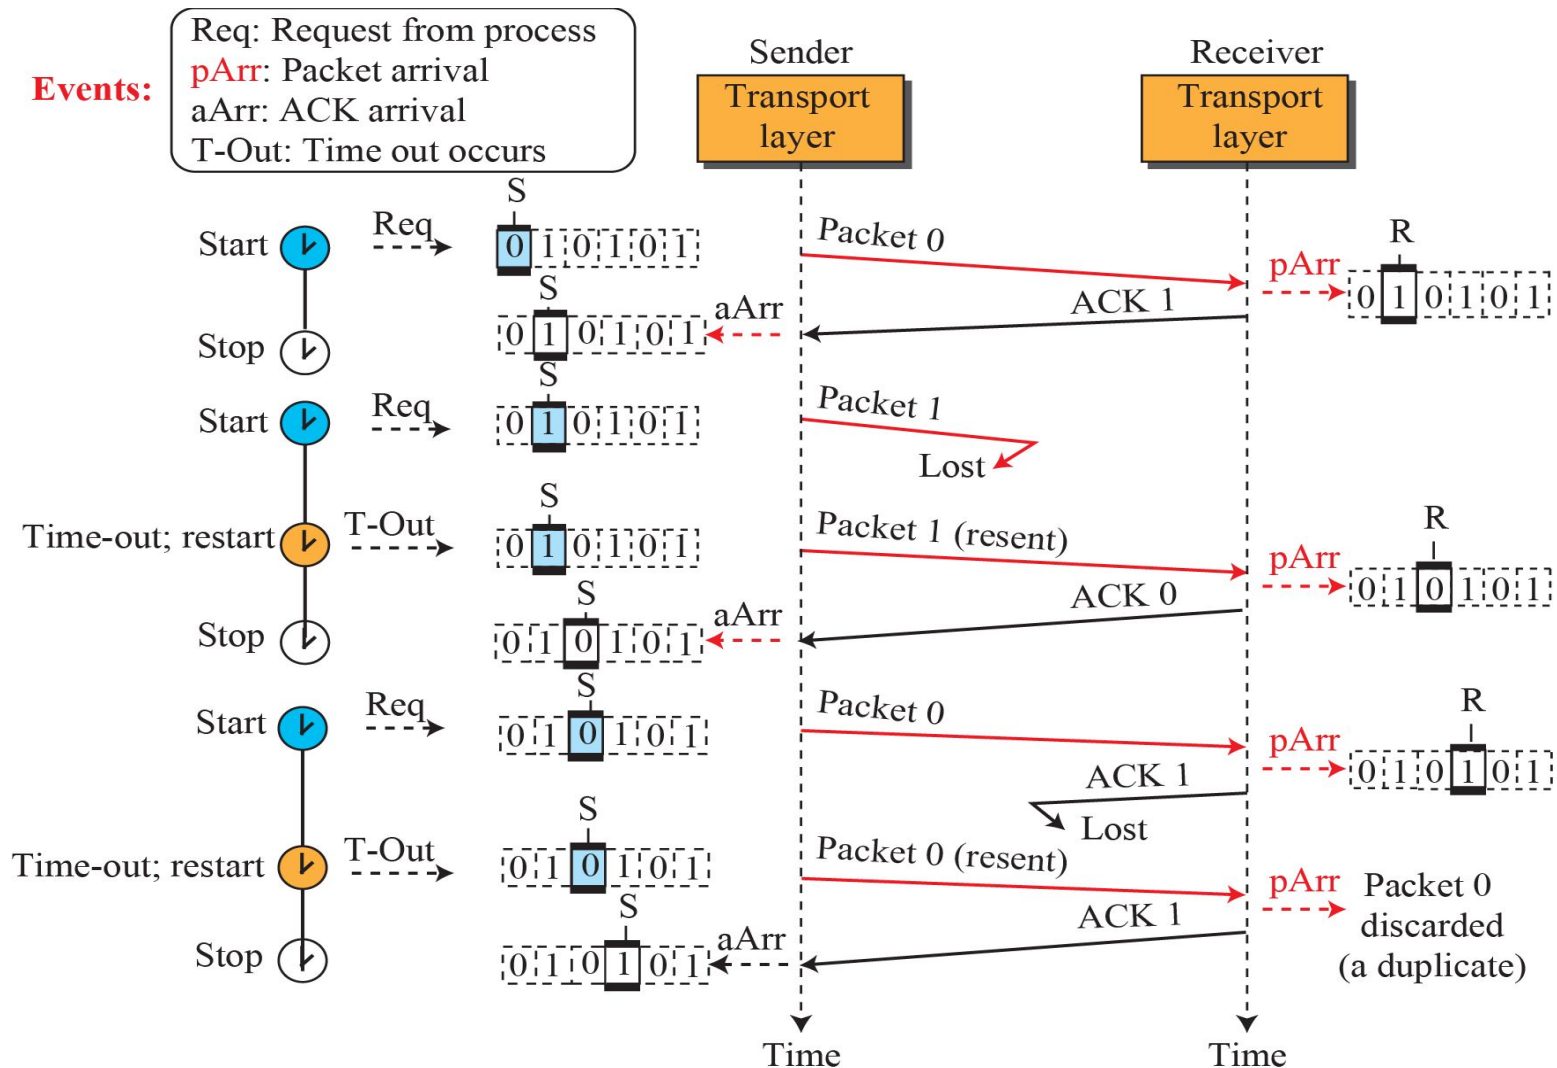 Events:
Req: Request from process
pArr: Packet arrival
aArr: ACK arrival
T-Out: Time out occurs
Sender
Transport
layer
Receiver
Transport
layer
Start
Req
S
0 1 0 1 0 1
Packet 0
pArr
R
0 1 0 1 0 1
Stop
S
0 1 0 1 0 1
aArr
ACK 1
Start
Req
S
0 1 0 1 0 1
Packet 1
Lost
Time-out; restart
T-Out
S
0 1 0 1 0 1
Packet 1 (resent)
pArr
R
0 1 0 1 0 1
Stop
S
0 1 0 1 0 1
aArr
ACK 0
Start
Req
S
0 1 0 1 0 1
Packet 0
pArr
R
0 1 0 1 0 1
ACK 1
Lost
Time-out; restart
T-Out
S
0 1 0 1 0 1
Packet 0 (resent)
pArr
Packet 0
discarded
(a duplicate)
Stop
S
0 1 0 1 0 1
aArr
ACK 1
Time
Time